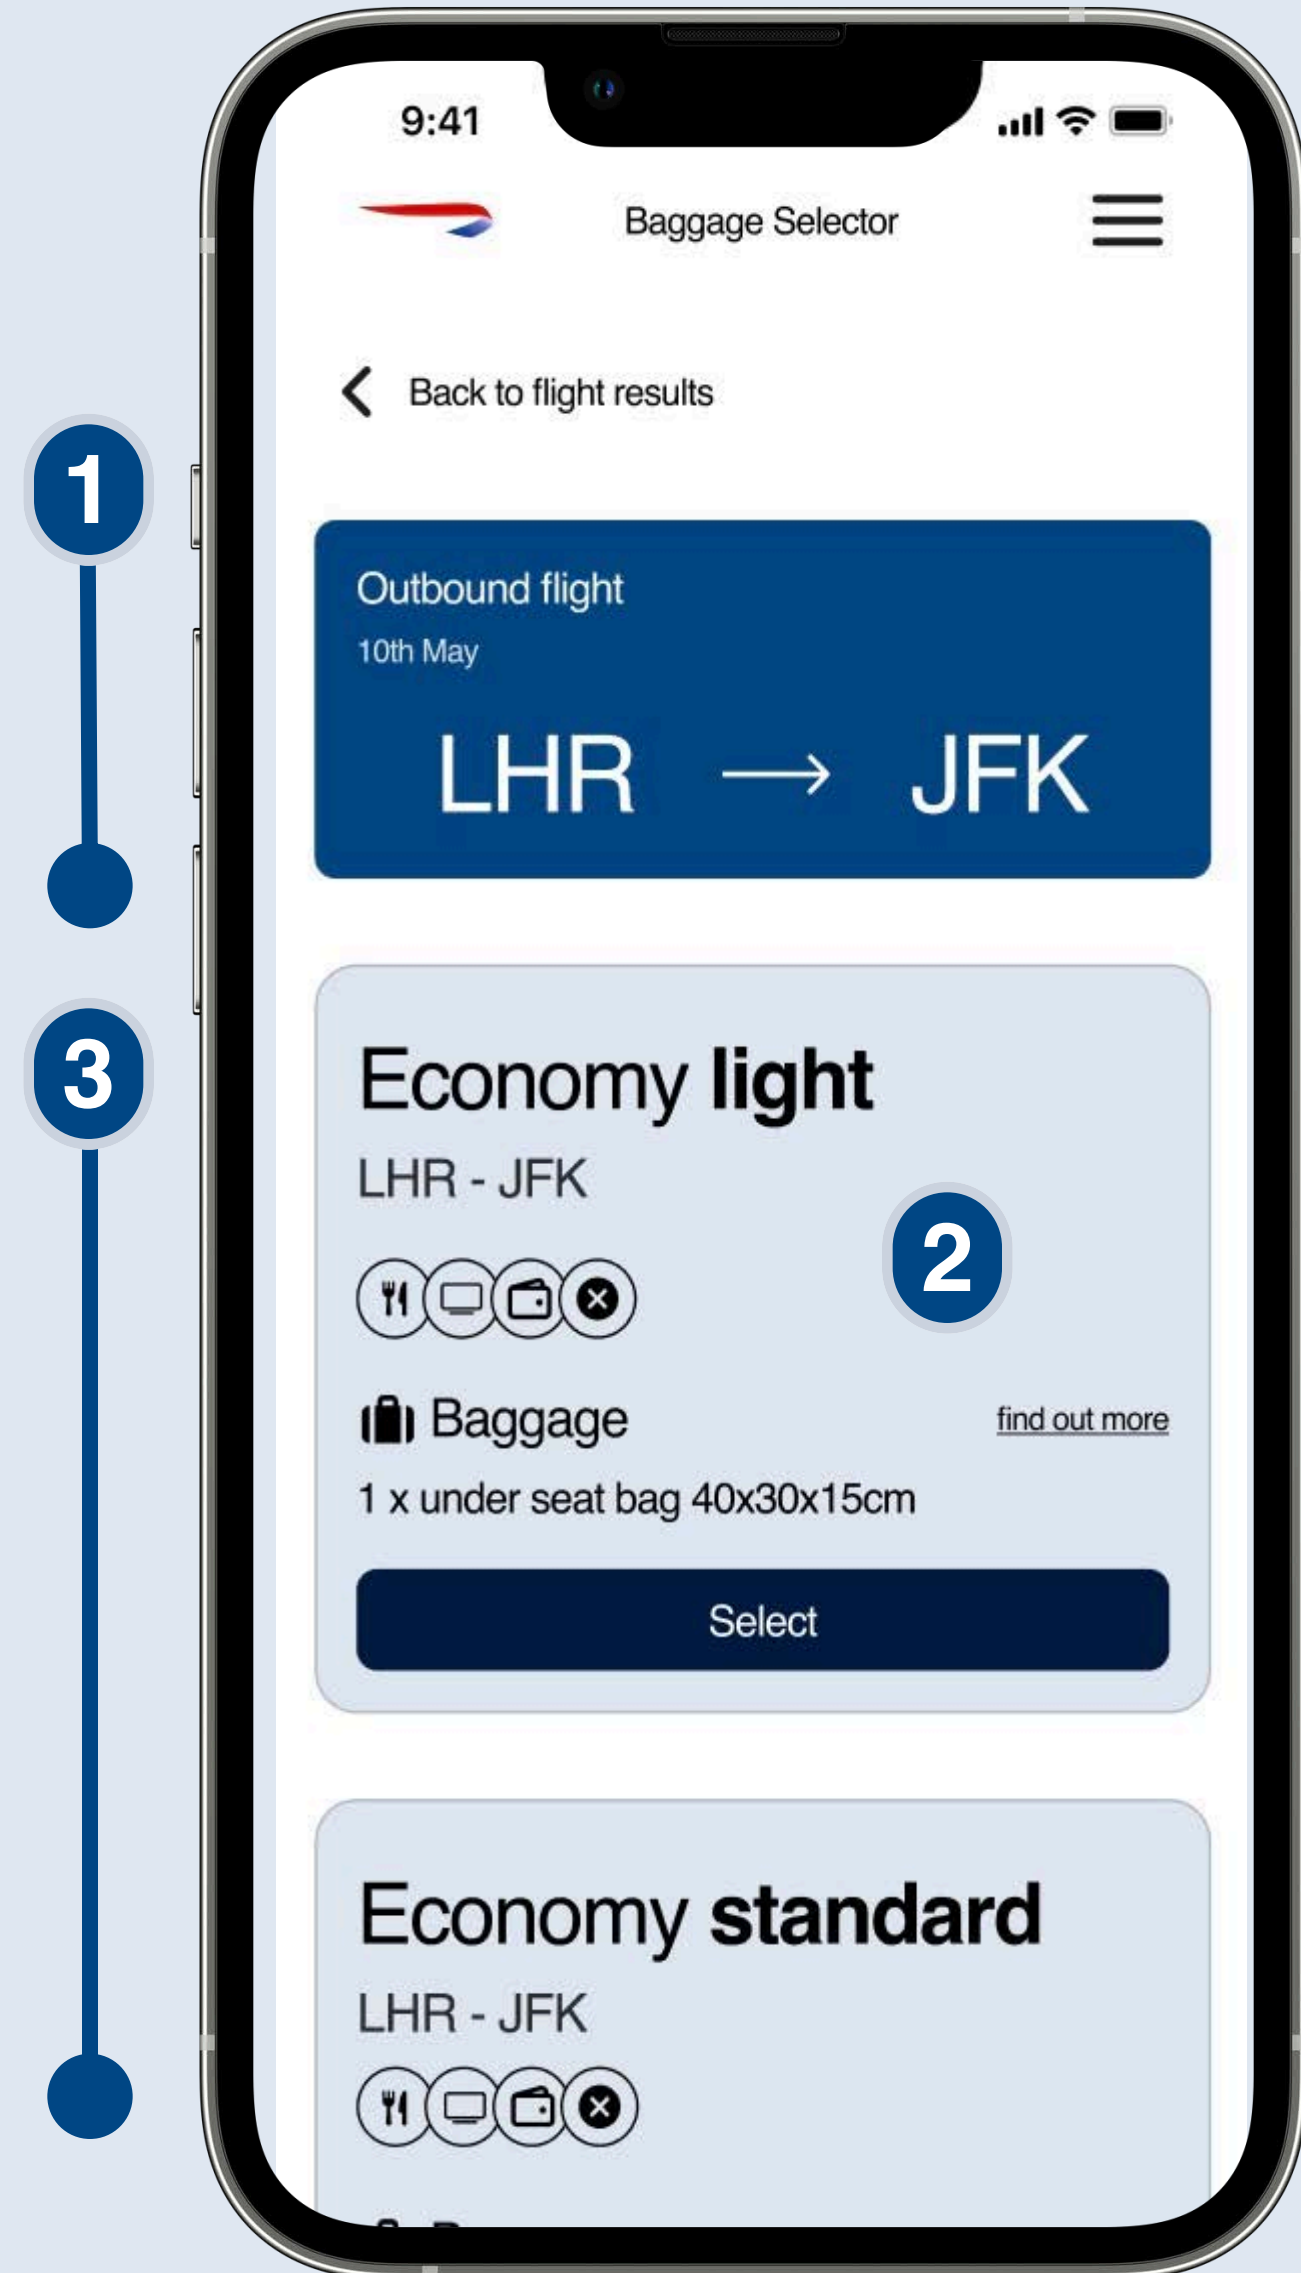 9:41
Baggage Selector
Back to flight results
1
Outbound flight
10th May
LHR → JFK
3
Economy light
LHR - JFK
2
Baggage find out more
1 x under seat bag 40x30x15cm
Select
Economy standard
LHR - JFK